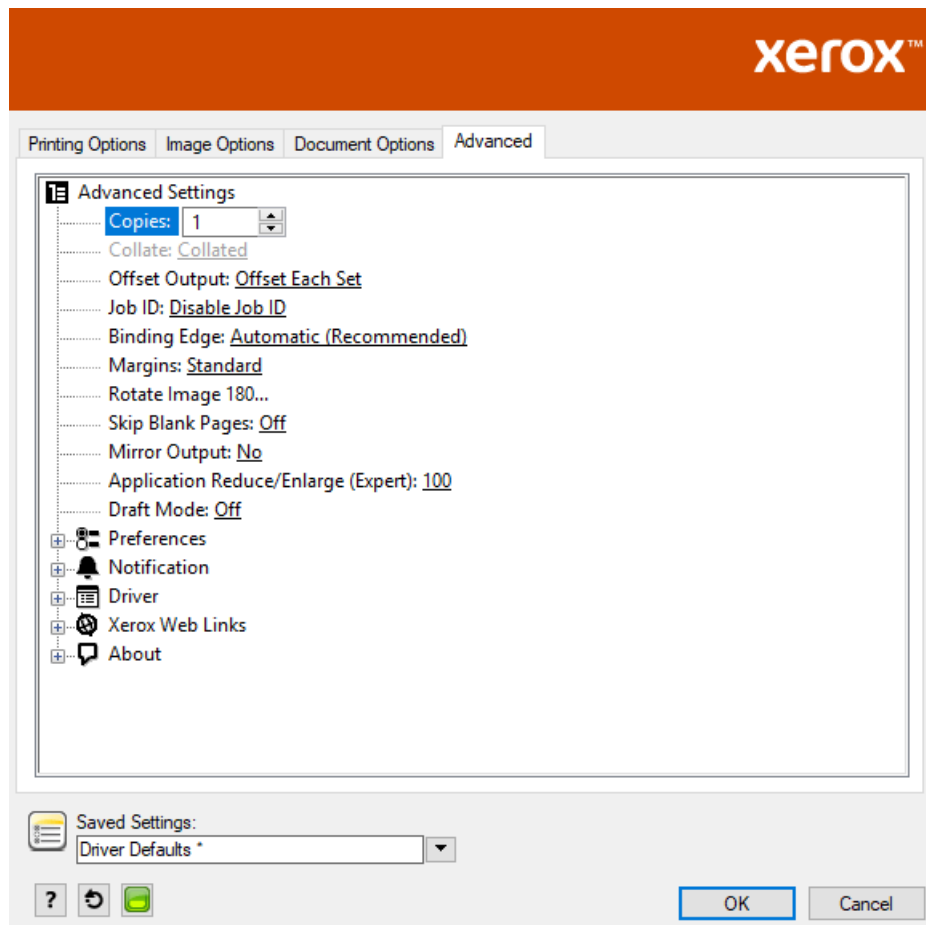 xerox™
Printing Options Image Options Document Options Advanced
Advanced Settings
Copies: 1
Collate: Collated
Offset Output: Offset Each Set
Job ID: Disable Job ID
Binding Edge: Automatic (Recommended)
Margins: Standard
Rotate Image 180...
Skip Blank Pages: Off
Mirror Output: No
Application Reduce/Enlarge (Expert): 100
Draft Mode: Off
Preferences
Notification
Driver
Xerox Web Links
About
Saved Settings:
Driver Defaults *
?
OK Cancel